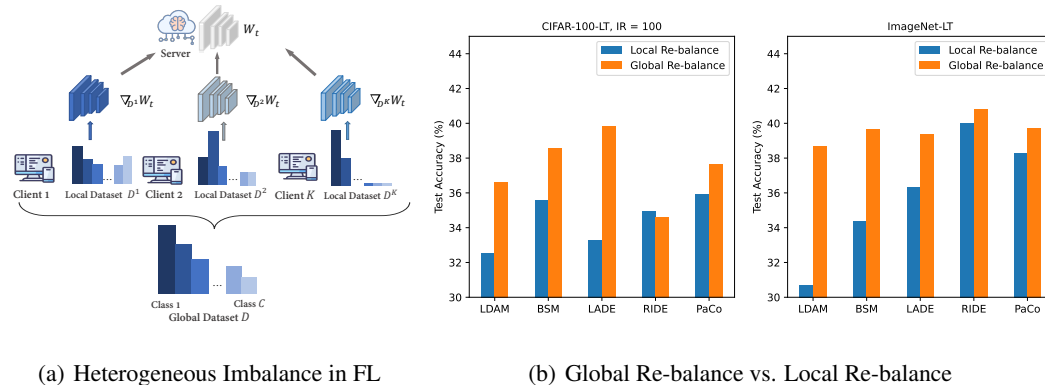 Server
W_t
∇_{D^1}W_t
∇_{D^2}W_t
∇_{D^K}W_t
...
...
...
Client 1
Local Dataset D^1
Client 2
Local Dataset D^2
Client K
Local Dataset D^K
...
Class 1
Class C
Global Dataset D
(a) Heterogeneous Imbalance in FL
CIFAR-100-LT, IR = 100
Local Re-balance
Global Re-balance
Test Accuracy (%)
44
42
40
38
36
34
32
30
LDAM BSM LADE RIDE PaCo
ImageNet-LT
Local Re-balance
Global Re-balance
Test Accuracy (%)
44
42
40
38
36
34
32
30
LDAM BSM LADE RIDE PaCo
(b) Global Re-balance vs. Local Re-balance